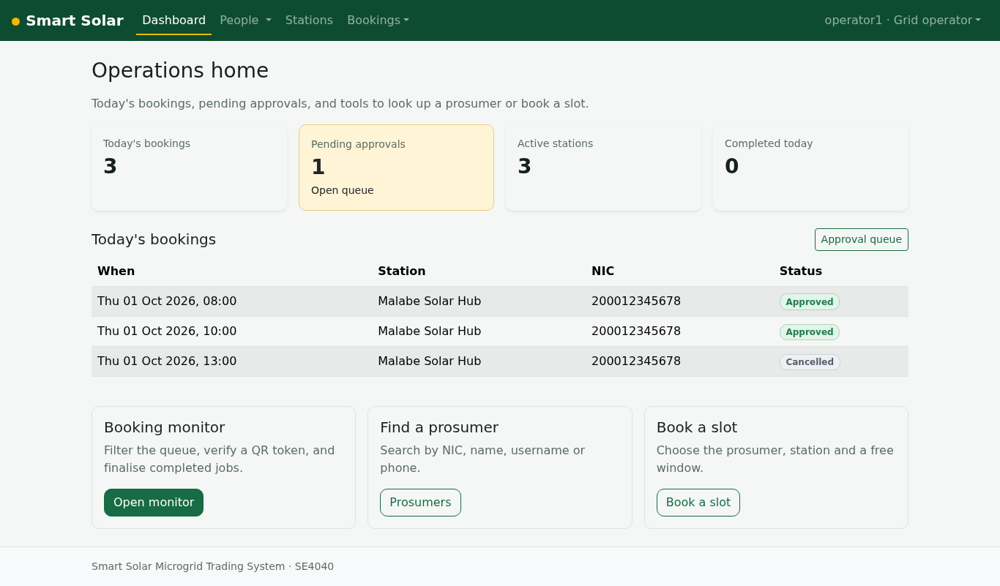 Smart Solar Dashboard People Stations Bookings operator1 · Grid operator
Operations home
Today's bookings, pending approvals, and tools to look up a prosumer or book a slot.
Today's bookings Pending approvals Active stations Completed today
3 1 3 0
Open queue
Today's bookings Approval queue
When Station NIC Status
Thu 01 Oct 2026, 08:00 Malabe Solar Hub 200012345678 Approved
Thu 01 Oct 2026, 10:00 Malabe Solar Hub 200012345678 Approved
Thu 01 Oct 2026, 13:00 Malabe Solar Hub 200012345678 Cancelled
Booking monitor
Filter the queue, verify a QR token, and
finalise completed jobs.
Open monitor
Find a prosumer
Search by NIC, name, username or
phone.
Prosumers
Book a slot
Choose the prosumer, station and a free
window.
Book a slot
Smart Solar Microgrid Trading System · SE4040